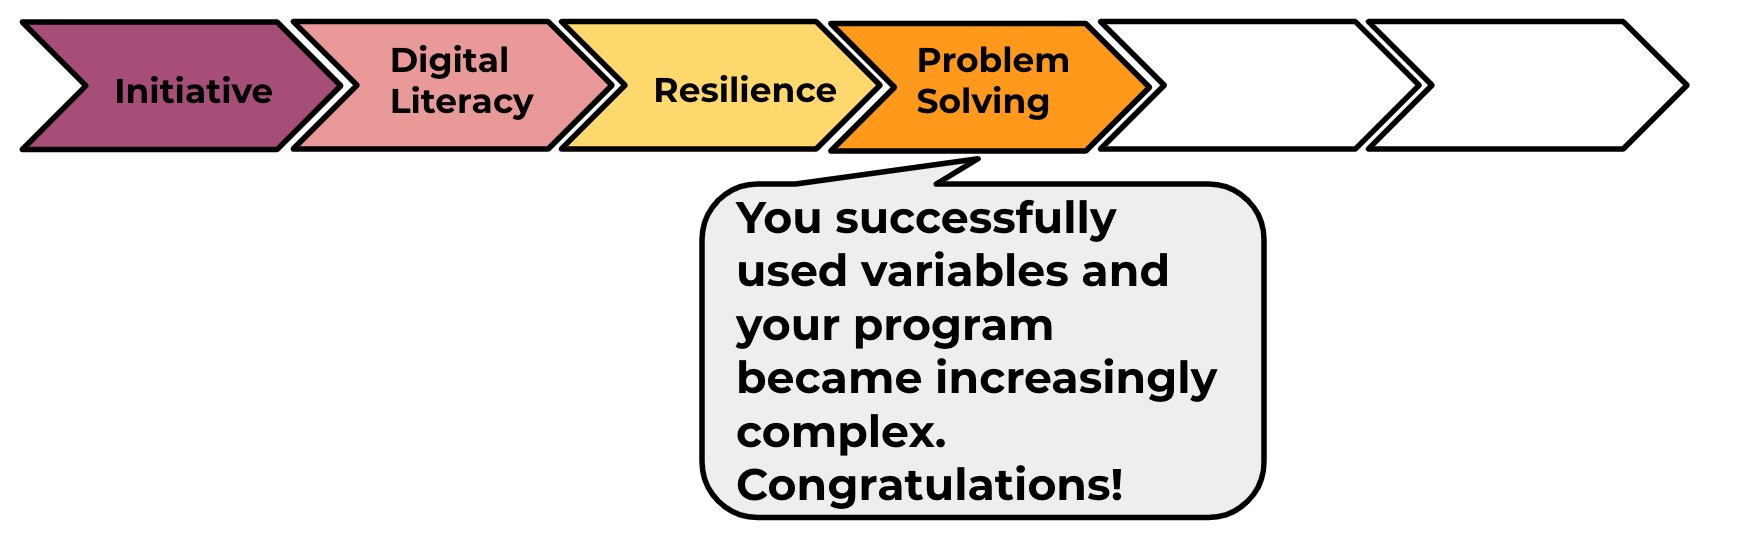 Initiative
Digital
Literacy
Resilience
Problem
Solving
You successfully
used variables and
your program
became increasingly
complex.
Congratulations!